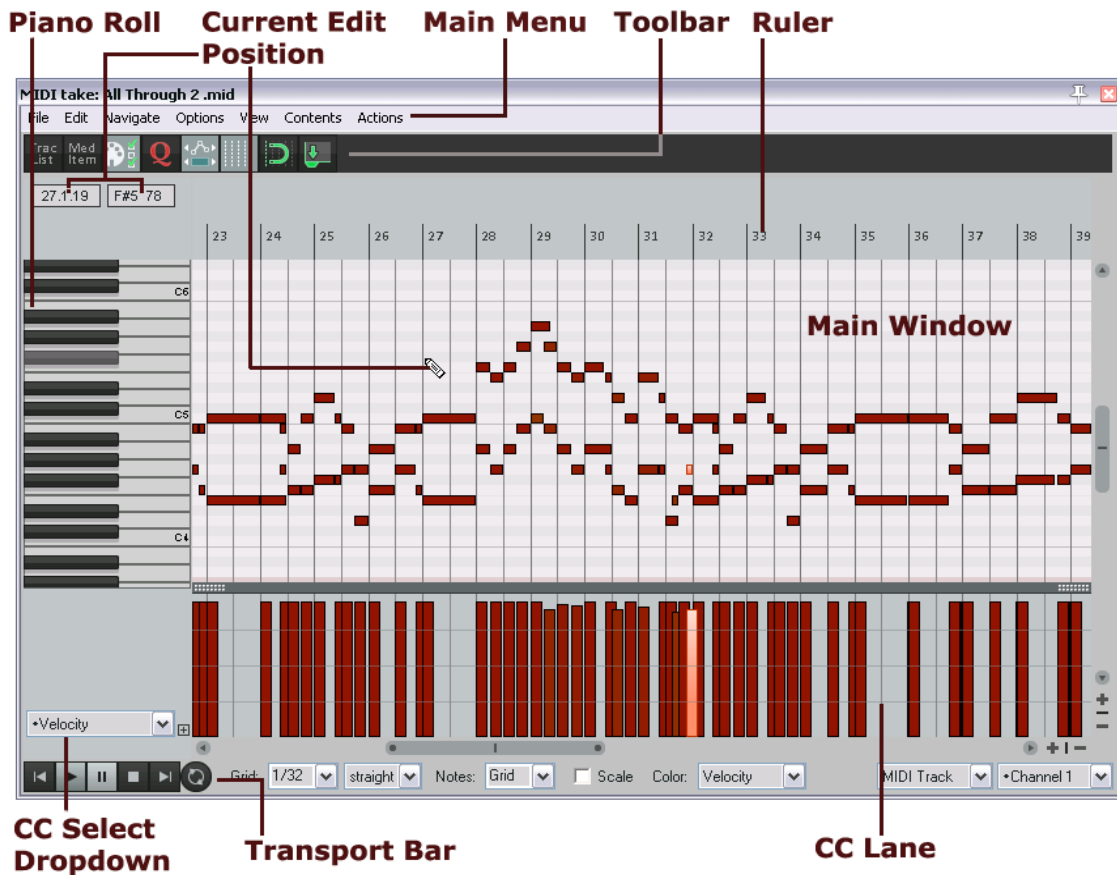 Piano Roll
Current Edit
Position
Main Menu
Toolbar
Ruler
MIDI take: All Through 2 .mid
File Edit Navigate Options View Contents Actions
Trac
List
Med
Item
Q
27.1.19
F#5 78
23 24 25 26 27 28 29 30 31 32 33 34 35 36 37 38 39
C6
Main Window
C5
C4
•Velocity
Grid: 1/32 straight Notes: Grid Scale Color: Velocity MIDI Track •Channel 1
CC Select
Dropdown
Transport Bar
CC Lane